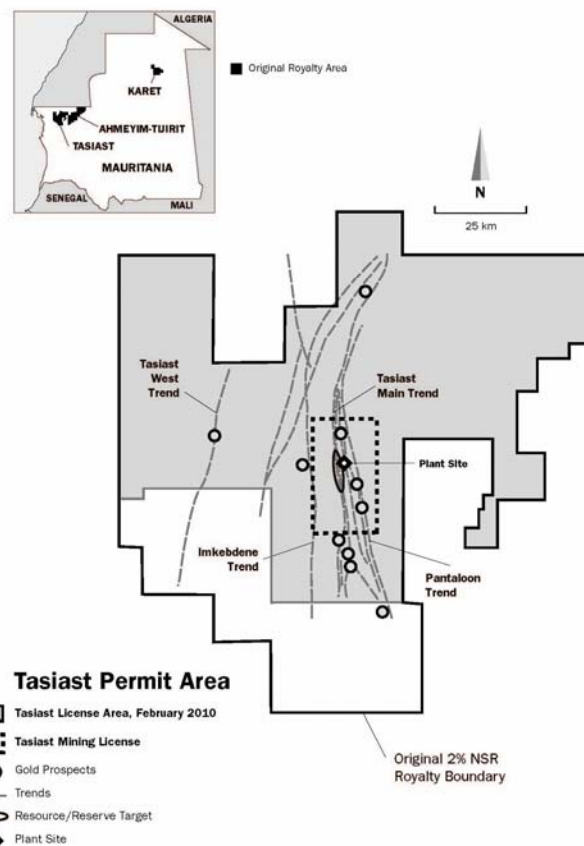 ALGERIA
KARET
AHMEYIM-TIJIRIT
TASIAST
MAURITANIA
SENEGAL
MALI
Original Royalty Area
N
25 km
Tasiast
West
Trend
Tasiast
Main Trend
Plant Site
Imkebdene
Trend
Pantaloon
Trend
Tasiast Permit Area
Tasiast License Area, February 2010
Tasiast Mining License
Gold Prospects
Trends
Resource/Reserve Target
Plant Site
Original 2% NSR
Royalty Boundary